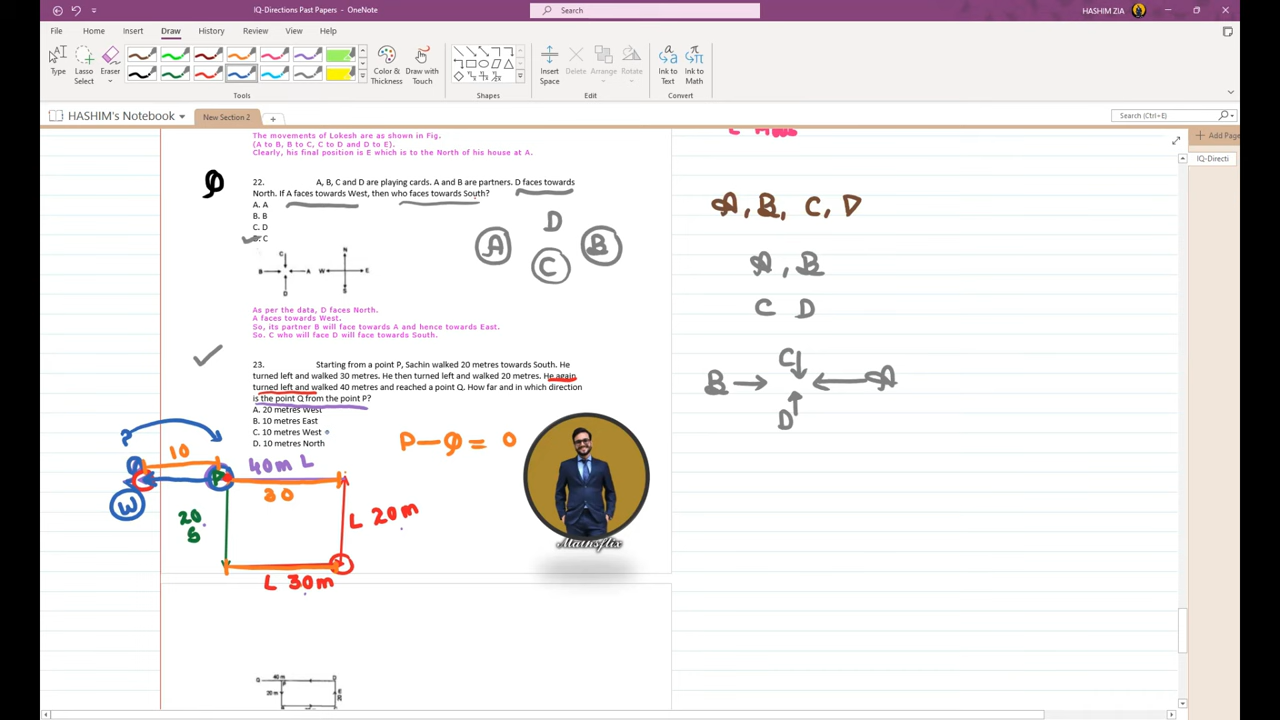 IQ-Directions Past Papers - OneNote
Search
HASHIM ZIA
File Home Insert Draw History Review View Help
Type
Lasso Select
Eraser
Color & Thickness
Draw with Touch
Insert Space
Delete
Arrange
Rotate
Ink to Text
Ink to Math
Tools
Shapes
Edit
Convert
HASHIM'S Notebook
New Section 2
Search (Ctrl+E)
Add Page
IQ-Directi
The movements of Lokesh are as shown in Fig.
(A to B, B to C, C to D and D to E).
Clearly, his final position is E which is to the North of his house at A.
22. A, B, C and D are playing cards. A and B are partners. D faces towards
North. If A faces towards West, then who faces towards South?
A. A
B. B
C. D
D. C
D
A B
C
C
B A
D
N
W E
S
As per the data, D faces North.
A faces towards West.
So, its partner B will face towards A and hence towards East.
So. C who will face D will face towards South.
23. Starting from a point P, Sachin walked 20 metres towards South. He
turned left and walked 30 metres. He then turned left and walked 20 metres. He again
turned left and walked 40 metres and reached a point Q. How far and in which direction
is the point Q from the point P?
A. 20 metres West
B. 10 metres East
C. 10 metres West
D. 10 metres North
P - Q = 0
10
40m L
Q P
30
W
20
S
L 20m
L 30m
Mathsflix
A, B, C, D
A, B
C D
C
B A
D
Q 40 m P D
20 m
20